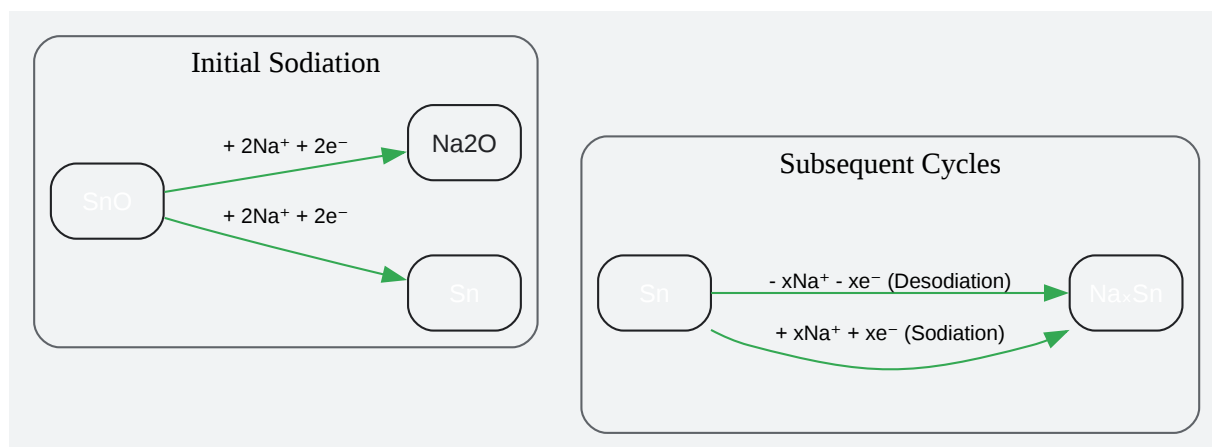 Initial Sodiation
SnO
+ 2Na⁺ + 2e⁻
Na2O
+ 2Na⁺ + 2e⁻
Sn
Subsequent Cycles
Sn
- xNa⁺ - xe⁻ (Desodiation)
NaₓSn
+ xNa⁺ + xe⁻ (Sodiation)